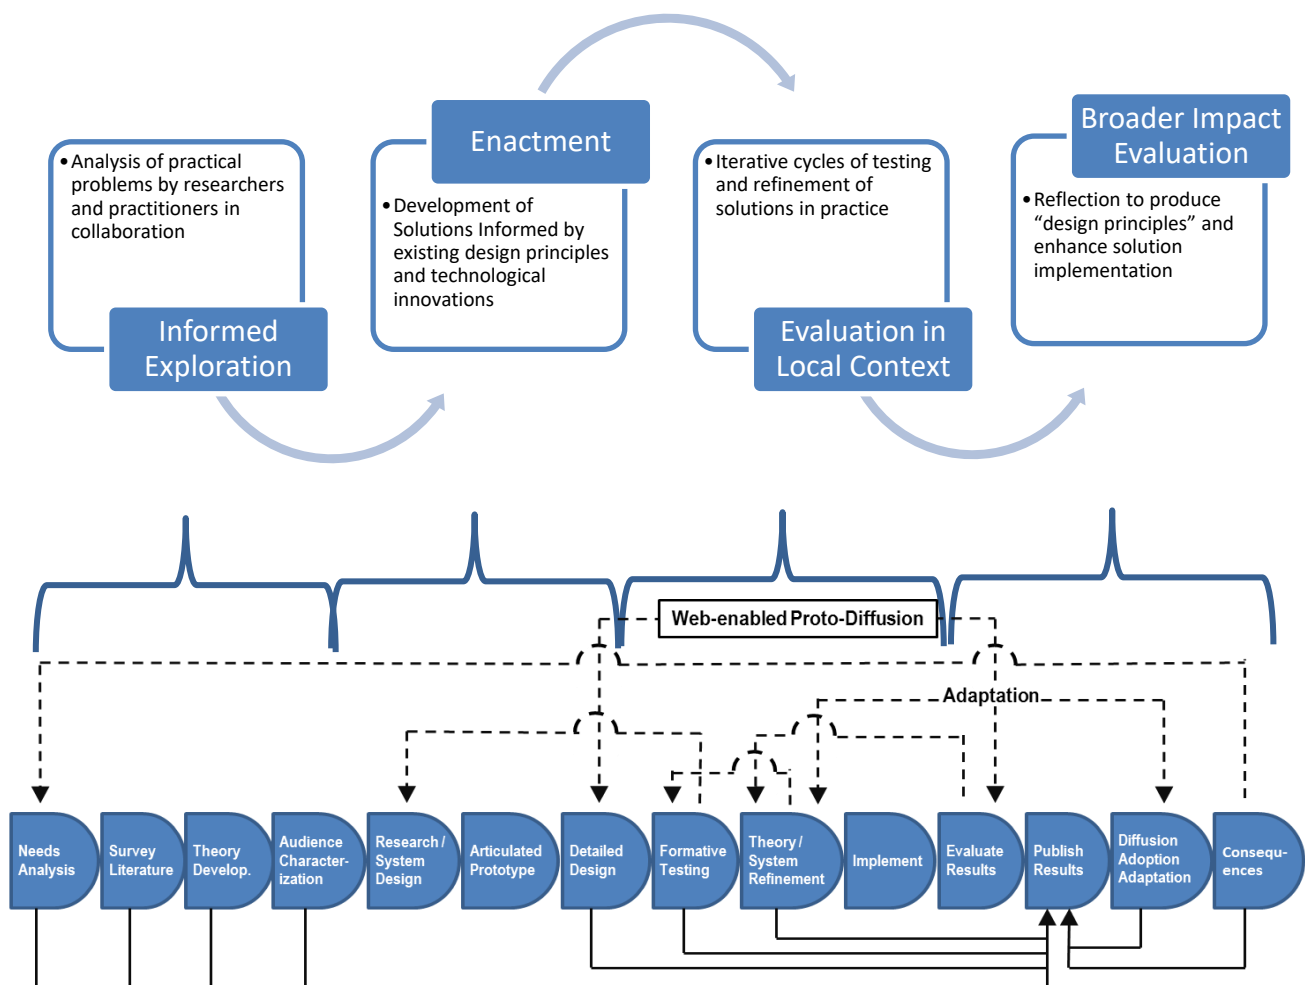 Enactment
Broader Impact
Evaluation
•Analysis of practical
problems by researchers
and practitioners in
collaboration
Informed
Exploration
•Development of
Solutions Informed by
existing design principles
and technological
innovations
•Iterative cycles of testing
and refinement of
solutions in practice
Evaluation in
Local Context
•Reflection to produce
“design principles” and
enhance solution
implementation
Web-enabled Proto-Diffusion
Adaptation
Needs
Analysis
Survey
Literature
Theory
Develop.
Audience
Character-
ization
Research /
System
Design
Articulated
Prototype
Detailed
Design
Formative
Testing
Theory /
System
Refinement
Implement
Evaluate
Results
Publish
Results
Diffusion
Adoption
Adaptation
Consequ-
ences